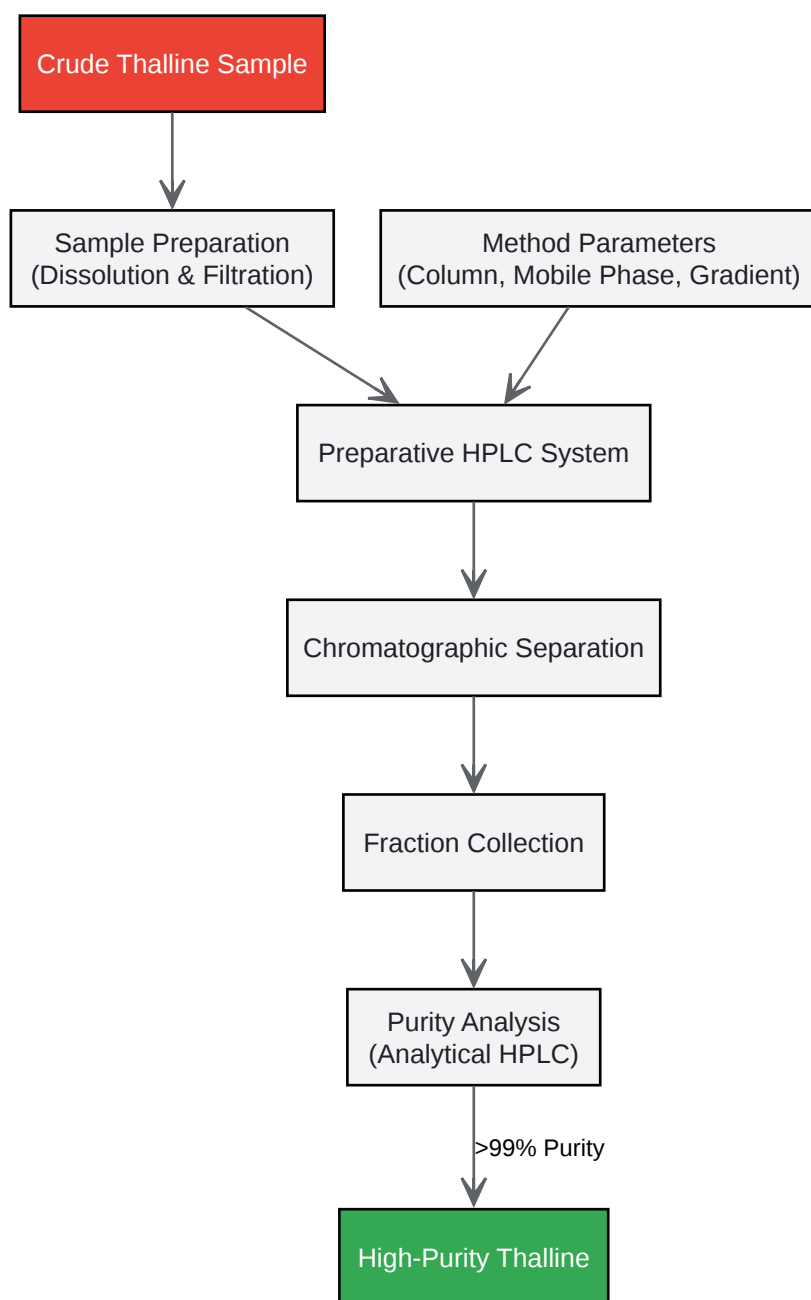 Crude Thalline Sample
Sample Preparation
(Dissolution & Filtration)
Method Parameters
(Column, Mobile Phase, Gradient)
Preparative HPLC System
Chromatographic Separation
Fraction Collection
Purity Analysis
(Analytical HPLC)
>99% Purity
High-Purity Thalline